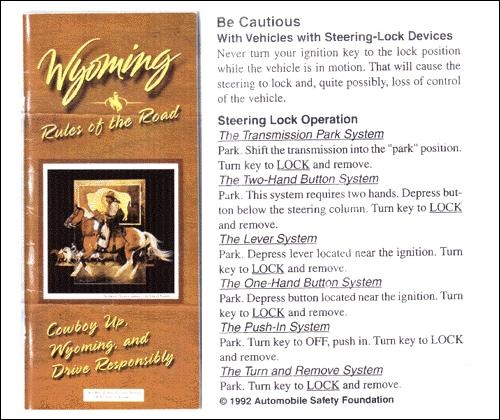 Wyoming
Rules of the Road
Cowboy Up,
Wyoming, and
Drive Responsibly
Be Cautious
With Vehicles with Steering-Lock Devices
Never turn your ignition key to the lock position
while the vehicle is in motion. That will cause the
steering to lock and, quite possibly, loss of control
of the vehicle.
Steering Lock Operation
The Transmission Park System
Park. Shift the transmission into the "park" position.
Turn key to LOCK and remove.
The Two-Hand Button System
Park. This system requires two hands. Depress but-
ton below the steering column. Turn key to LOCK
and remove.
The Lever System
Park. Depress lever located near the ignition. Turn
key to LOCK and remove.
The One-Hand Button System
Park. Depress button located near the ignition. Turn
key to LOCK and remove.
The Push-In System
Park. Turn key to OFF, push in. Turn key to LOCK
and remove.
The Turn and Remove System
Park. Turn key to LOCK and remove.
© 1992 Automobile Safety Foundation